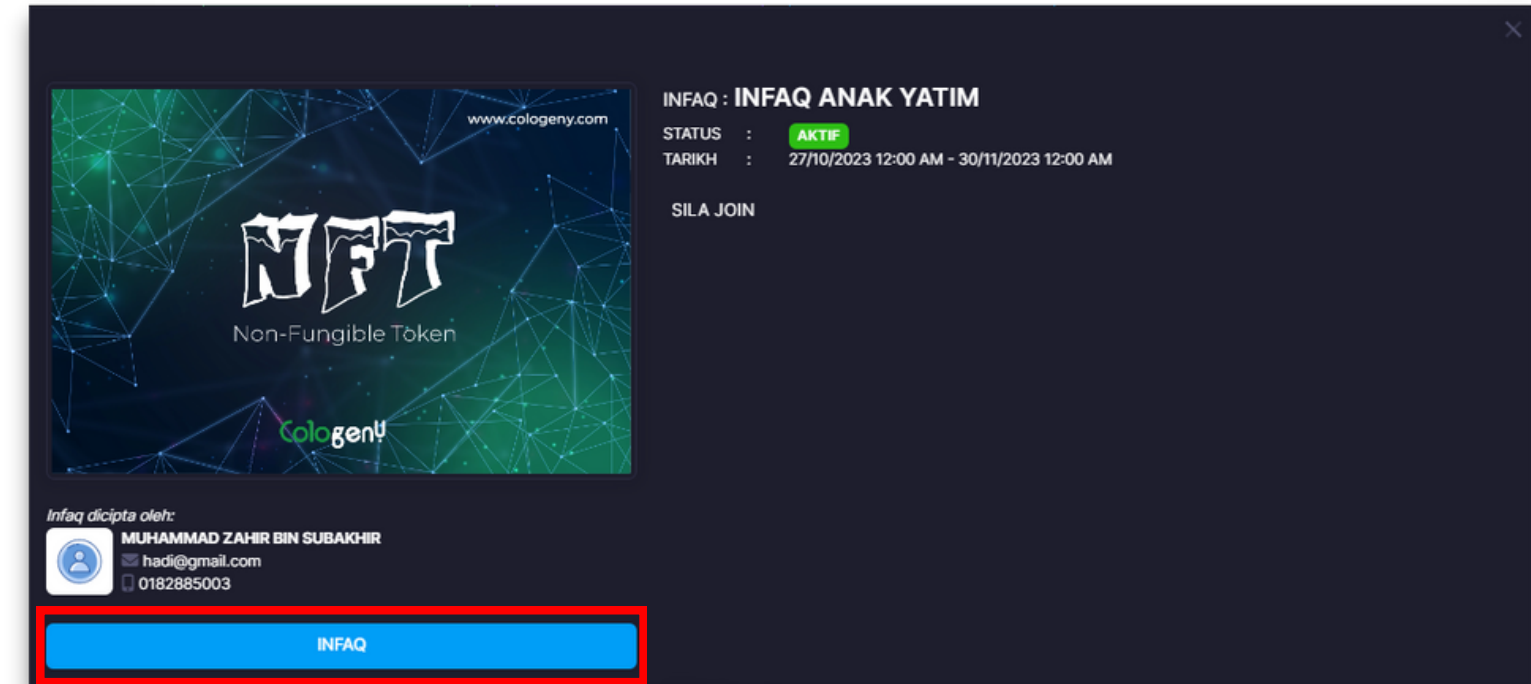 www.cologeny.com
NFT
Non-Fungible Token
Cologeny
INFAQ : INFAQ ANAK YATIM
STATUS : AKTIF
TARIKH : 27/10/2023 12:00 AM - 30/11/2023 12:00 AM
SILA JOIN
Infaq dicipta oleh:
MUHAMMAD ZAHIR BIN SUBAKHIR
hadi@gmail.com
0182885003
INFAQ